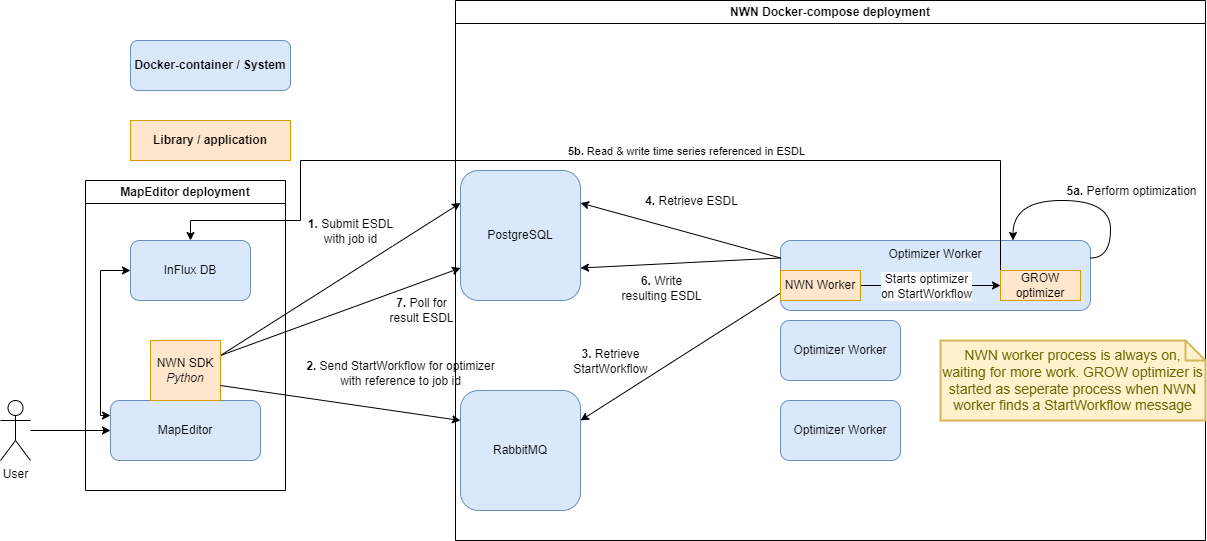 NWN Docker-compose deployment
Docker-container / System
Library / application
5b. Read & write time series referenced in ESDL
MapEditor deployment
1. Submit ESDL
with job id
PostgreSQL
4. Retrieve ESDL
5a. Perform optimization
InFlux DB
Optimizer Worker
NWN Worker
Starts optimizer
on StartWorkflow
GROW
optimizer
6. Write
resulting ESDL
7. Poll for
result ESDL
NWN SDK
Python
2. Send StartWorkflow for optimizer
with reference to job id
3. Retrieve
StartWorkflow
Optimizer Worker
NWN worker process is always on,
waiting for more work. GROW optimizer is
started as seperate process when NWN
worker finds a StartWorkflow message
MapEditor
RabbitMQ
Optimizer Worker
User